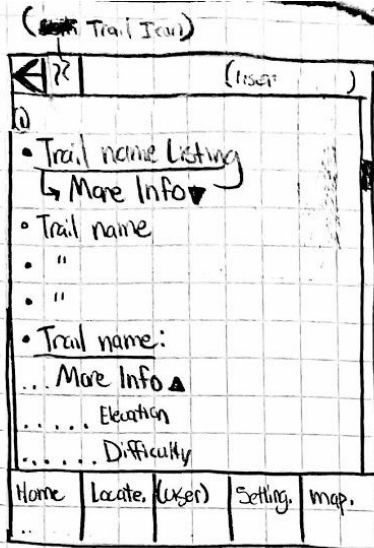 ( Trail Icon)
?? (user )
• Trail name Listing
↳ More Info ▼
• Trail name
• "
• "
• Trail name:
... More Info ▲
..... Elevation
...... Difficulty
Home Locate. (User) Setting. map.
..